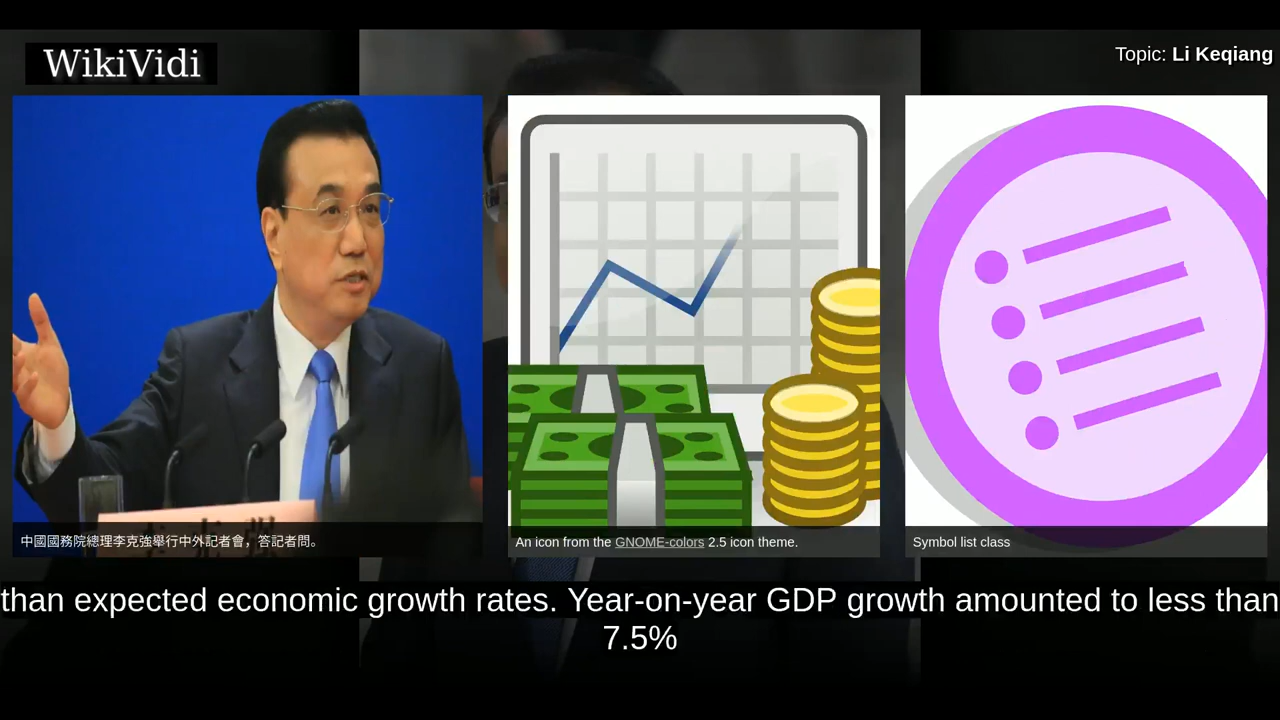 WikiVidi
Topic: Li Keqiang
中國國務院總理李克強舉行中外記者會，答記者問。
An icon from the GNOME-colors 2.5 icon theme.
Symbol list class
than expected economic growth rates. Year-on-year GDP growth amounted to less than
7.5%